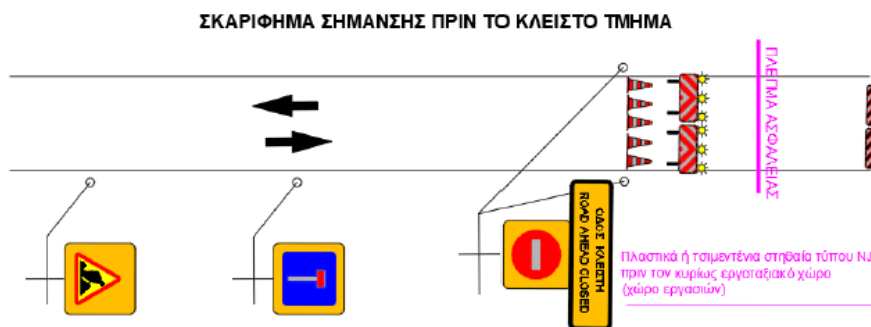 ΣΚΑΡΙΦΗΜΑ ΣΗΜΑΝΣΗΣ ΠΡΙΝ ΤΟ ΚΛΕΙΣΤΟ ΤΜΗΜΑ
ΠΛΕΓΜΑ ΑΣΦΑΛΕΙΑΣ
ΟΔΟΣ ΚΛΕΙΣΤΗ
ROAD AHEAD CLOSED
Πλαστικά ή τσιμεντένια στηθαία τύπου NJ
πριν τον κυρίως εργοταξιακό χώρο
(χώρο εργασιών)